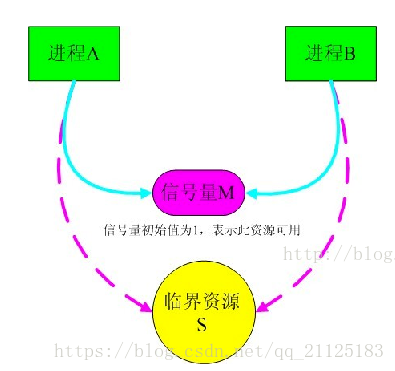 进程A
进程B
信号量M
信号量初始值为1，表示此资源可用
http://blog.
临界资源
S
https://blog.csdn.net/qq_21125183